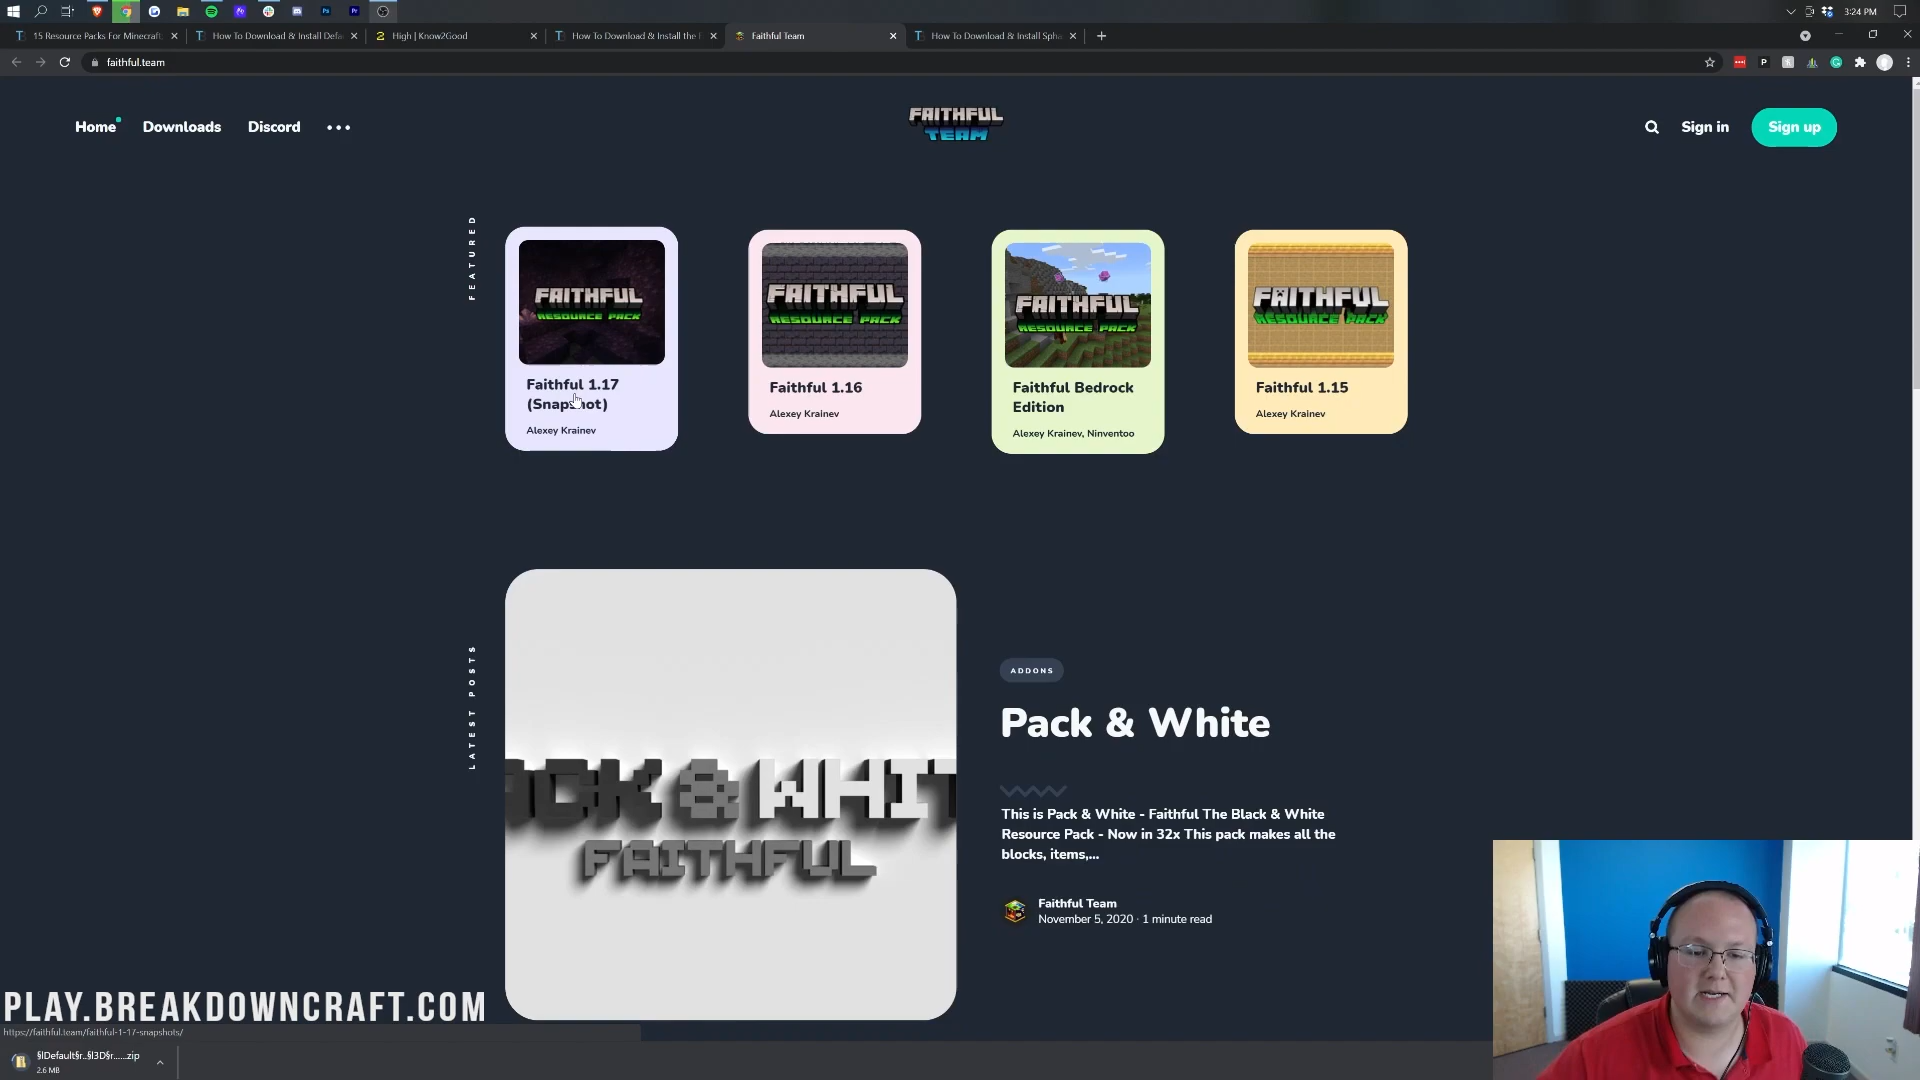 3:24 PM
15 Resource Packs For Minecraft
How To Download & Install Defa
High | Know2Good
How To Download & Install the
Faithful Team
How To Download & Install Spha
faithful.team
Home
Downloads
Discord
FAITHFUL
TEAM
Sign in
Sign up
FEATURED
FAITHFUL
RESOURCE PACK
Faithful 1.17
(Snapshot)
Alexey Krainev
FAITHFUL
RESOURCE PACK
Faithful 1.16
Alexey Krainev
FAITHFUL
RESOURCE PACK
Faithful Bedrock
Edition
Alexey Krainev, Ninventoo
FAITHFUL
RESOURCE PACK
Faithful 1.15
Alexey Krainev
LATEST POSTS
ACK & WHIT
FAITHFUL
ADDONS
Pack & White
This is Pack & White - Faithful The Black & White
Resource Pack - Now in 32x This pack makes all the
blocks, items,...
Faithful Team
November 5, 2020 · 1 minute read
PLAY.BREAKDOWNCRAFT.COM
https://faithful.team/faithful-1-17-snapshots/
§lDefault§r..§l3D§r......zip
2.6 MB